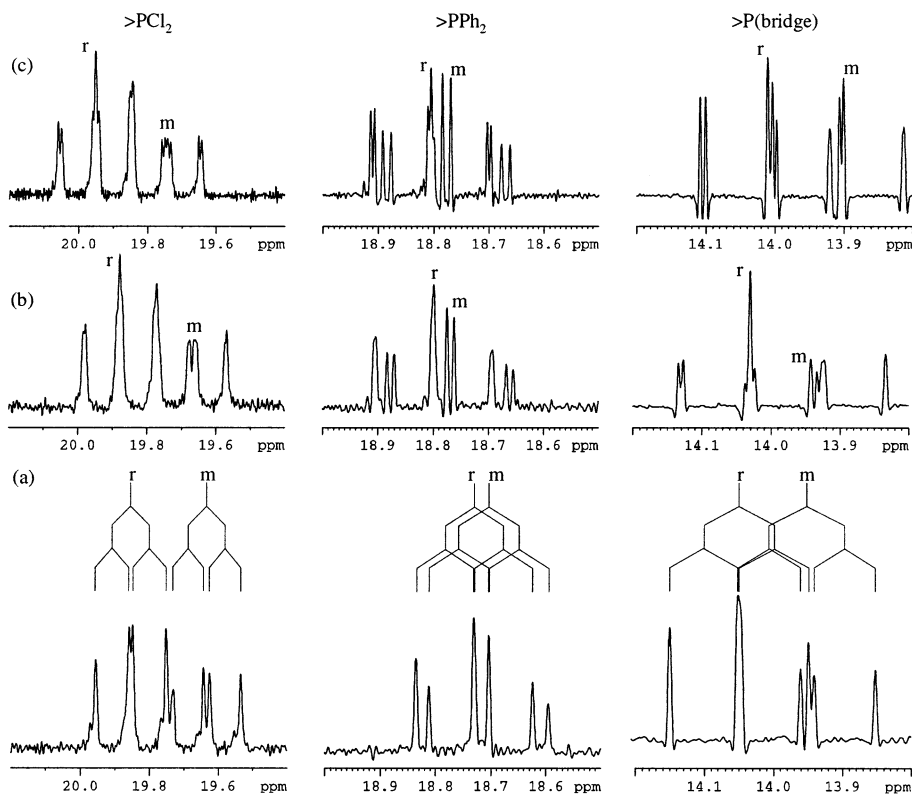 >PCl2 >PPh2 >P(bridge)
(c) r m r m r m
20.0 19.8 19.6 ppm 18.9 18.8 18.7 18.6 ppm 14.1 14.0 13.9 ppm
(b) r m r m r m
20.0 19.8 19.6 ppm 18.9 18.8 18.7 18.6 ppm 14.1 14.0 13.9 ppm
(a) r m r m r m
20.0 19.8 19.6 ppm 18.9 18.8 18.7 18.6 ppm 14.1 14.0 13.9 ppm